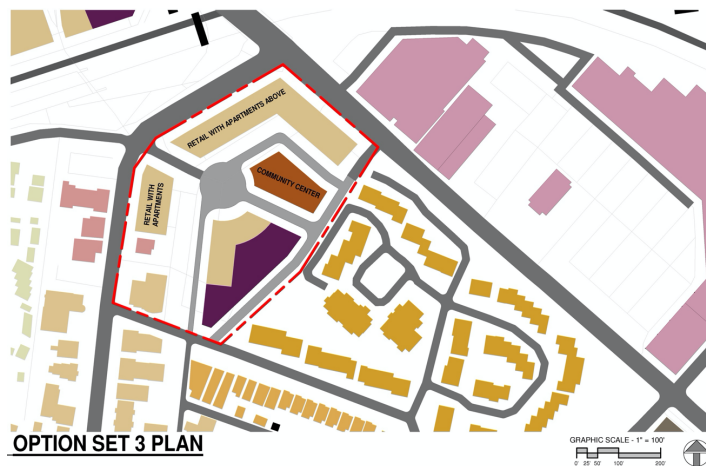 RETAIL WITH APARTMENTS ABOVE
COMMUNITY CENTER
RETAIL WITH
APARTMENTS
OPTION SET 3 PLAN
GRAPHIC SCALE - 1" = 100'
0' 25' 50' 100' 200'